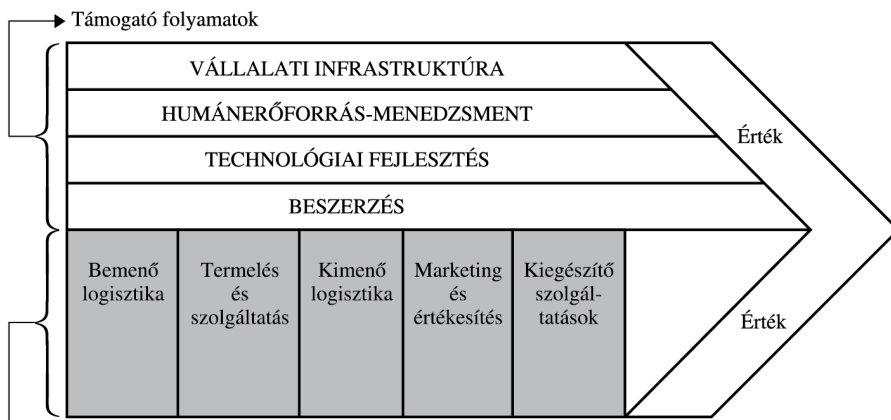 Támogató folyamatok
VÁLLALATI INFRASTRUKTÚRA
HUMÁNERŐFORRÁS-MENEDZSMENT
TECHNOLÓGIAI FEJLESZTÉS
BESZERZÉS
Érték
Bemenő
logisztika
Termelés
és
szolgáltatás
Kimenő
logisztika
Marketing
és
értékesítés
Kiegészítő
szolgál-
tatások
Érték